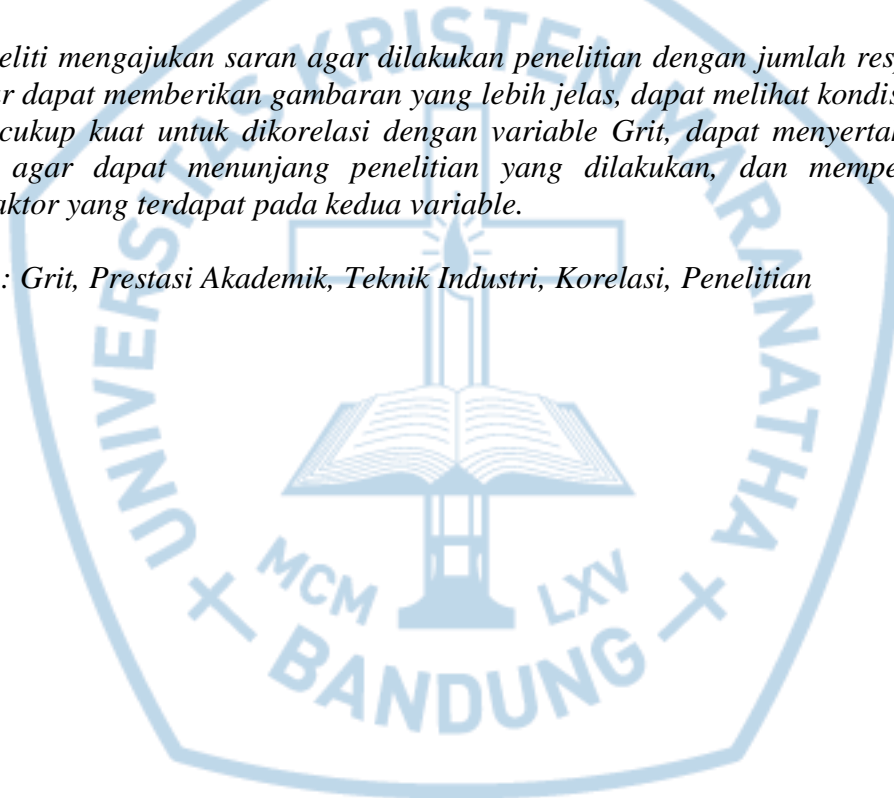 eliti mengajukan saran agar dilakukan penelitian dengan jumlah res
r dapat memberikan gambaran yang lebih jelas, dapat melihat kondis
cukup kuat untuk dikorelasi dengan variable Grit, dapat menyerta
agar dapat menunjang penelitian yang dilakukan, dan mempe
aktor yang terdapat pada kedua variable.
: Grit, Prestasi Akademik, Teknik Industri, Korelasi, Penelitian
UNIVERSITAS KRISTEN MARANATHA
MCM LXV
BANDUNG